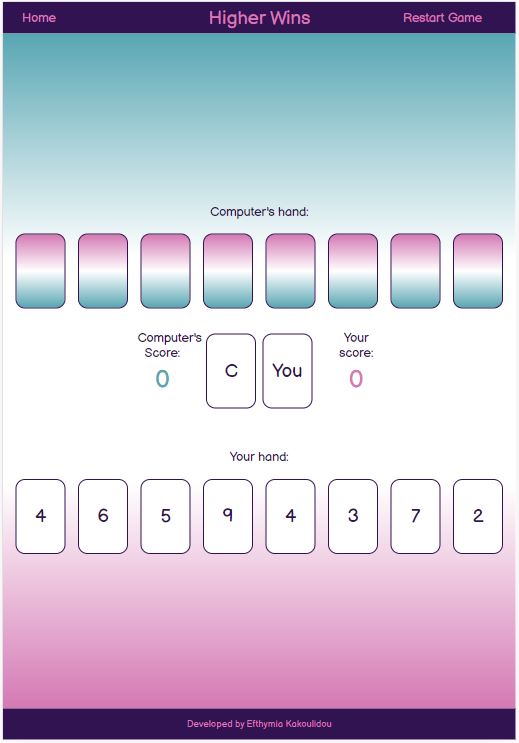 Home Higher Wins Restart Game
Computer's hand:
Computer's
Score:
0
C
You
Your
score:
0
Your hand:
4 6 5 9 4 3 7 2
Developed by Efthymia Kakoulidou